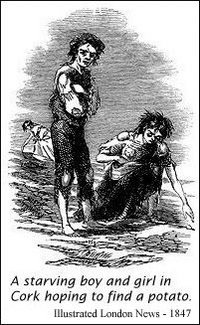 A starving boy and girl in
Cork hoping to find a potato.
Illustrated London News - 1847